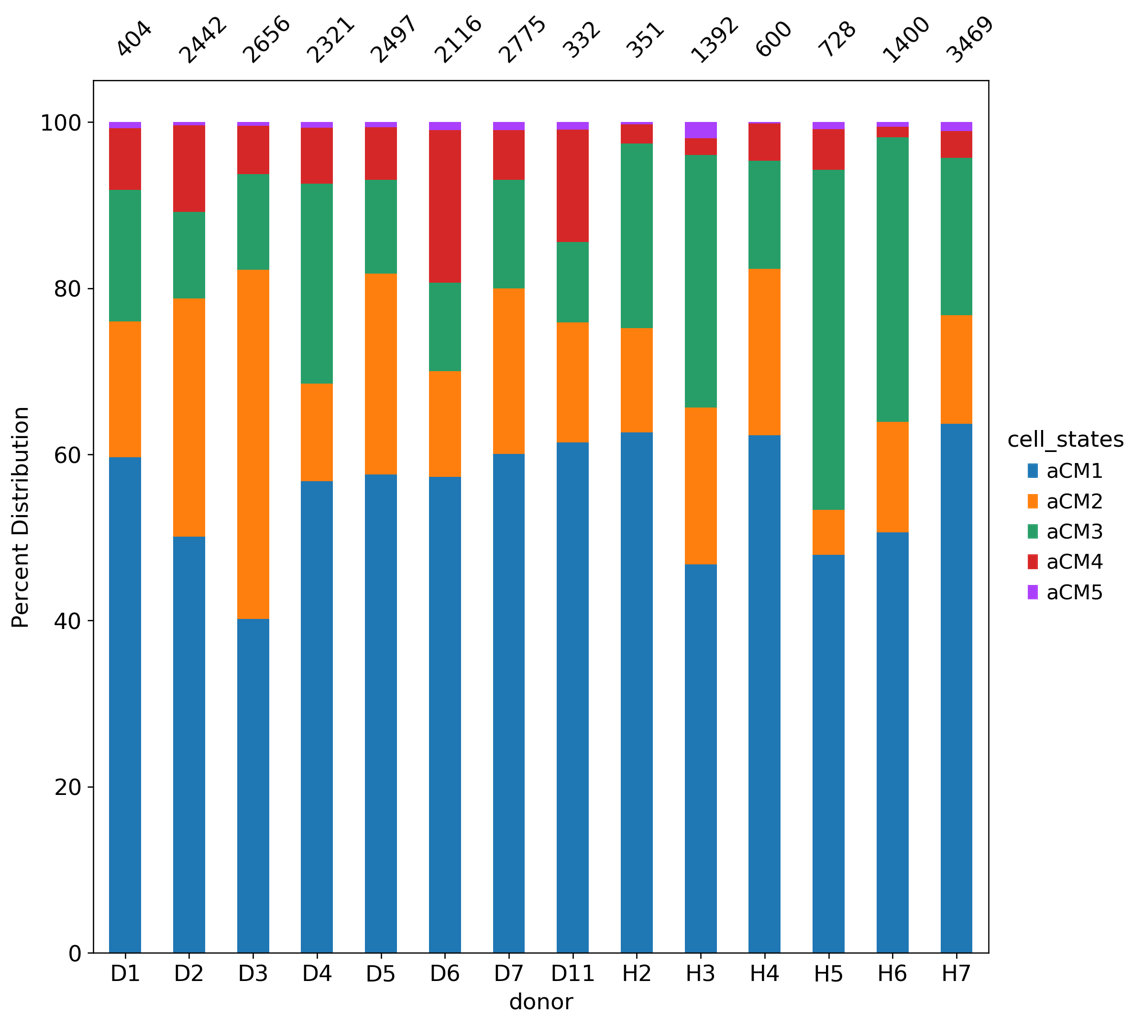 404 2442 2656 2321 2497 2116 2775 332 351 1392 600 728 1400 3469
100
80
60
40
20
0
Percent Distribution
D1 D2 D3 D4 D5 D6 D7 D11 H2 H3 H4 H5 H6 H7
donor
cell_states
aCM1
aCM2
aCM3
aCM4
aCM5